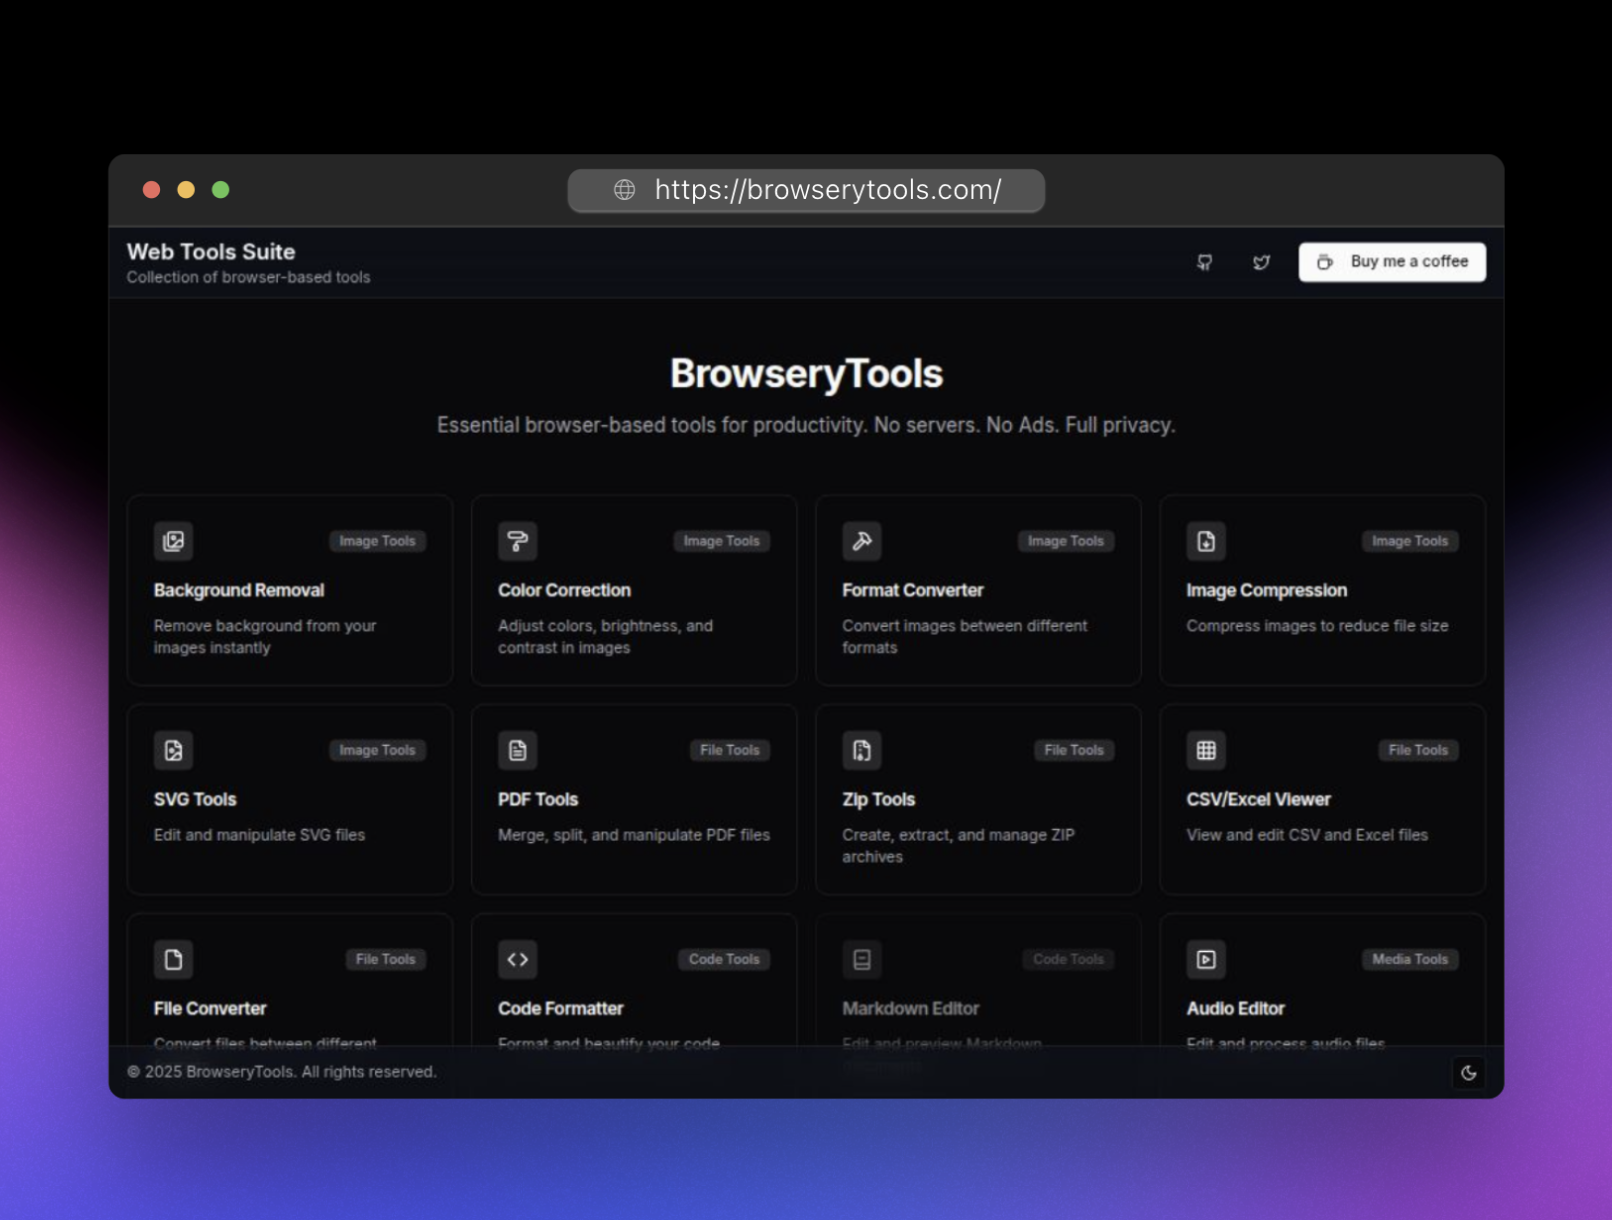 https://browserytools.com/
Web Tools Suite
Collection of browser-based tools
Buy me a coffee
BrowseryTools
Essential browser-based tools for productivity. No servers. No Ads. Full privacy.
Image Tools
Background Removal
Remove background from your
images instantly
Image Tools
Color Correction
Adjust colors, brightness, and
contrast in images
Image Tools
Format Converter
Convert images between different
formats
Image Tools
Image Compression
Compress images to reduce file size
Image Tools
SVG Tools
Edit and manipulate SVG files
File Tools
PDF Tools
Merge, split, and manipulate PDF files
File Tools
Zip Tools
Create, extract, and manage ZIP
archives
File Tools
CSV/Excel Viewer
View and edit CSV and Excel files
File Tools
File Converter
Convert files between different
Code Tools
Code Formatter
Format and beautify your code
Code Tools
Markdown Editor
Edit and preview Markdown
Media Tools
Audio Editor
Edit and process audio files
© 2025 BrowseryTools. All rights reserved.